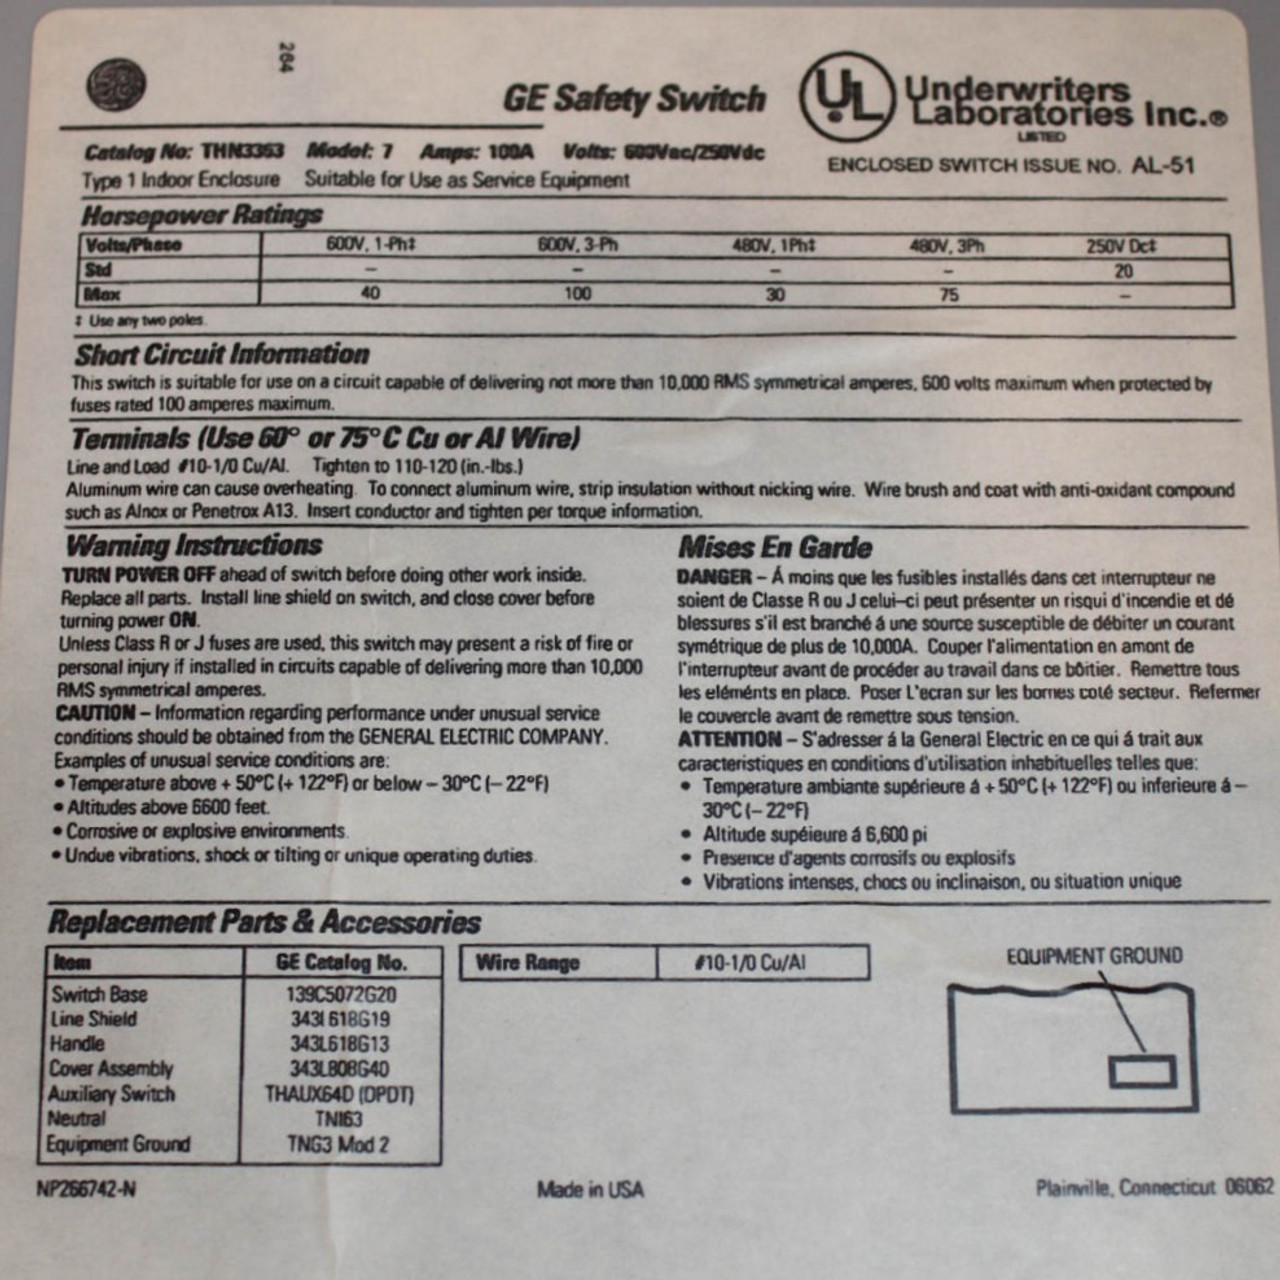 264
GE Safety Switch
UL
Underwriters
Laboratories Inc.®
LISTED
ENCLOSED SWITCH ISSUE NO. AL-51
Catalog No: THN3363 Model: 7 Amps: 100A Volts: 600Vac/250Vdc
Type 1 Indoor Enclosure Suitable for Use as Service Equipment
Horsepower Ratings
Volts/Phase 600V, 1-Ph‡ 600V, 3-Ph 480V, 1Ph‡ 480V, 3Ph 250V Dc‡
Std – – – – 20
Max 40 100 30 75 –
‡ Use any two poles.
Short Circuit Information
This switch is suitable for use on a circuit capable of delivering not more than 10,000 RMS symmetrical amperes, 600 volts maximum when protected by
fuses rated 100 amperes maximum.
Terminals (Use 60° or 75°C Cu or Al Wire)
Line and Load #10-1/0 Cu/Al. Tighten to 110-120 (in.-lbs.)
Aluminum wire can cause overheating. To connect aluminum wire, strip insulation without nicking wire. Wire brush and coat with anti-oxidant compound
such as Alnox or Penetrox A13. Insert conductor and tighten per torque information.
Warning Instructions
TURN POWER OFF ahead of switch before doing other work inside.
Replace all parts. Install line shield on switch, and close cover before
turning power ON.
Unless Class R or J fuses are used, this switch may present a risk of fire or
personal injury if installed in circuits capable of delivering more than 10,000
RMS symmetrical amperes.
CAUTION – Information regarding performance under unusual service
conditions should be obtained from the GENERAL ELECTRIC COMPANY.
Examples of unusual service conditions are:
• Temperature above + 50°C (+ 122°F) or below – 30°C (– 22°F)
• Altitudes above 6600 feet.
• Corrosive or explosive environments.
• Undue vibrations, shock or tilting or unique operating duties.
Mises En Garde
DANGER – Á moins que les fusibles installés dans cet interrupteur ne
soient de Classe R ou J celui–ci peut présenter un risqui d'incendie et dé
blessures s'il est branché á une source susceptible de débiter un courant
symétrique de plus de 10,000A. Couper l'alimentation en amont de
l'interrupteur avant de procéder au travail dans ce bôitier. Remettre tous
les eléménts en place. Poser L'ecran sur les bornes coté secteur. Refermer
le couvercle avant de remettre sous tension.
ATTENTION – S'adresser á la General Electric en ce qui á trait aux
caracteristiques en conditions d'utilisation inhabituelles telles que:
• Temperature ambiante supérieure á + 50°C (+ 122°F) ou inferieure á –
30°C (– 22°F)
• Altitude supéieure á 6,600 pi
• Presence d'agents corrosifs ou explosifs
• Vibrations intenses, chocs ou inclinaison, ou situation unique
Replacement Parts & Accessories
Item GE Catalog No.
Switch Base 139C5072G20
Line Shield 343L618G19
Handle 343L618G13
Cover Assembly 343L808G40
Auxiliary Switch THAUX64D (DPDT)
Neutral TNI63
Equipment Ground TNG3 Mod 2
Wire Range #10-1/0 Cu/Al
EQUIPMENT GROUND
NP266742-N
Made in USA
Plainville, Connecticut 06062